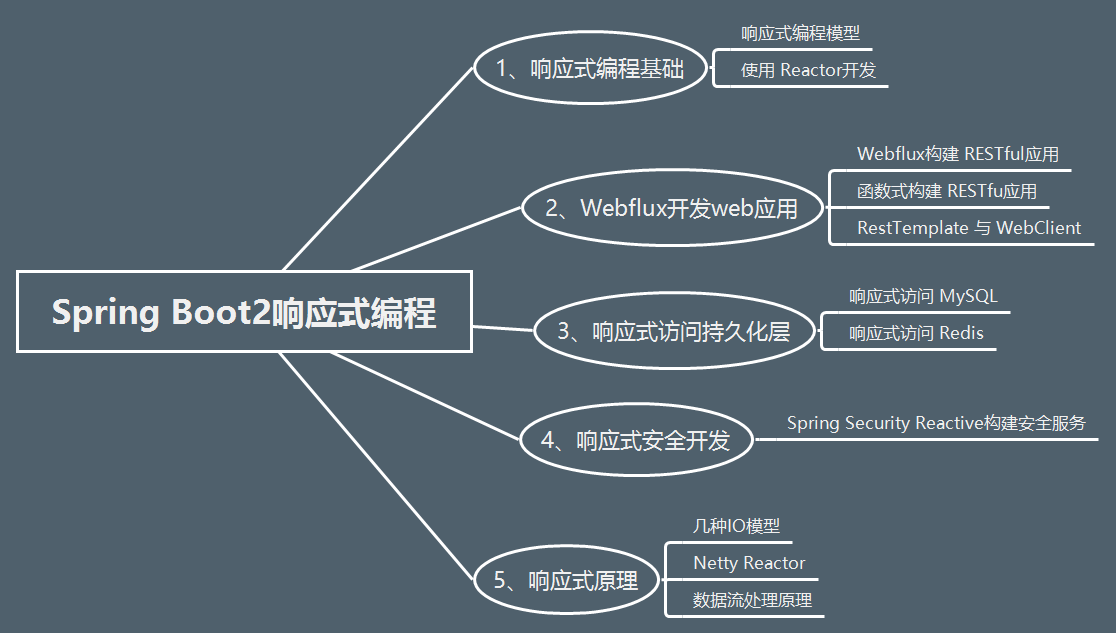 Spring Boot2响应式编程
1、响应式编程基础
响应式编程模型
使用 Reactor开发
2、Webflux开发web应用
Webflux构建 RESTful应用
函数式构建 RESTfu应用
RestTemplate 与 WebClient
3、响应式访问持久化层
响应式访问 MySQL
响应式访问 Redis
4、响应式安全开发
Spring Security Reactive构建安全服务
5、响应式原理
几种IO模型
Netty Reactor
数据流处理原理